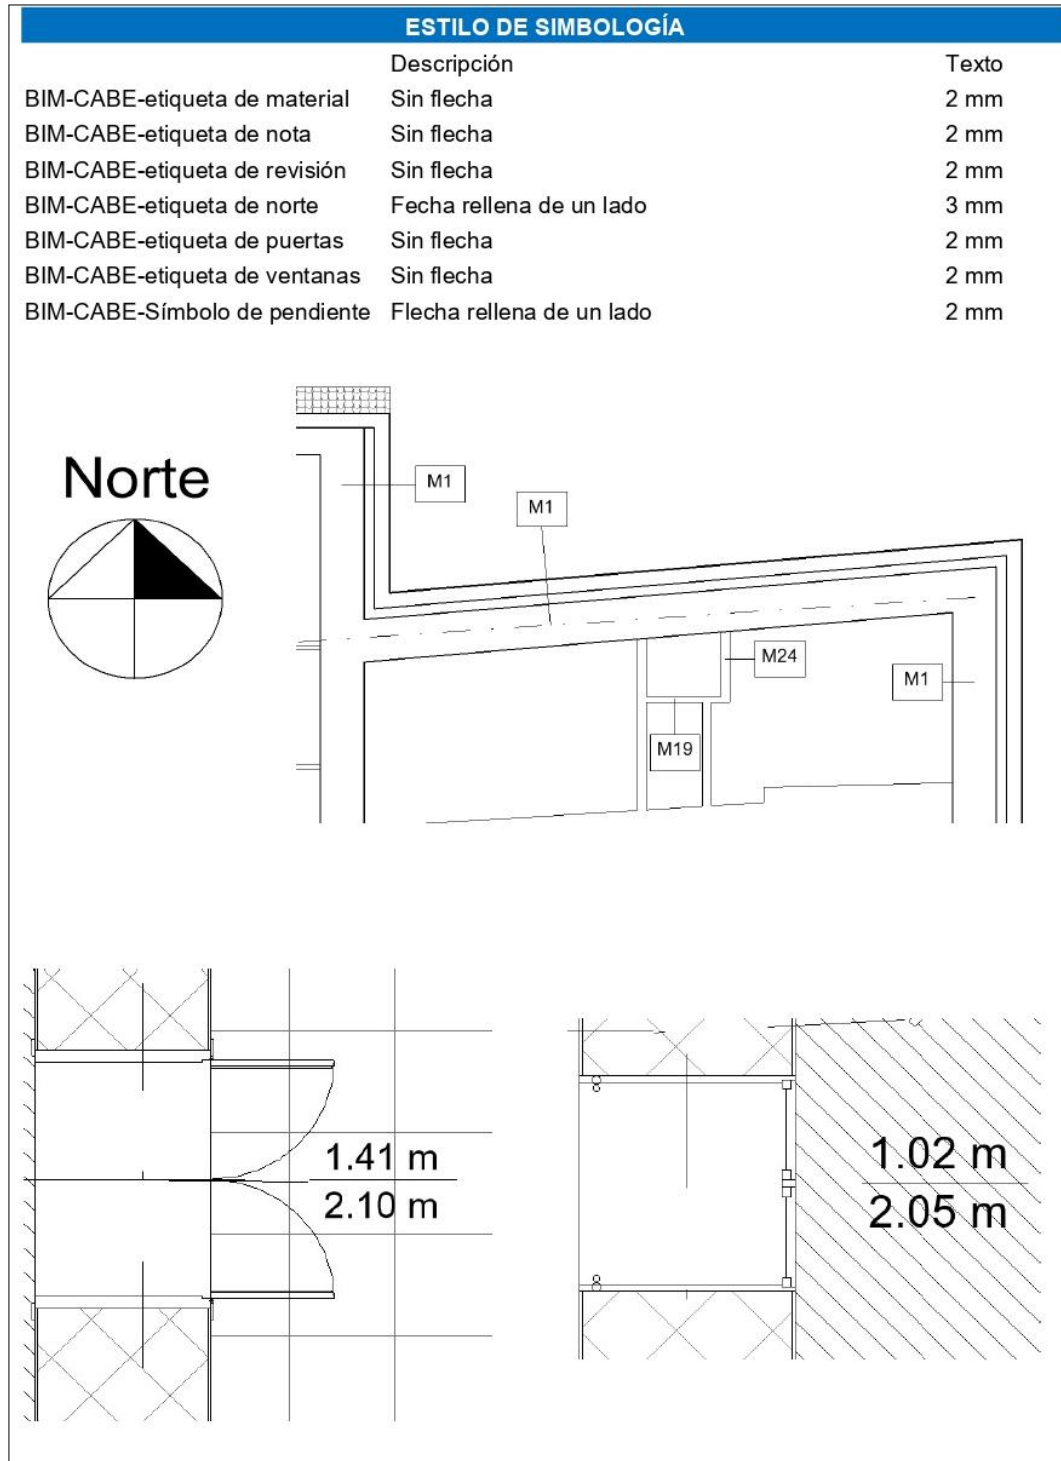 ESTILO DE SIMBOLOGÍA
Descripción Texto
BIM-CABE-etiqueta de material Sin flecha 2 mm
BIM-CABE-etiqueta de nota Sin flecha 2 mm
BIM-CABE-etiqueta de revisión Sin flecha 2 mm
BIM-CABE-etiqueta de norte Fecha rellena de un lado 3 mm
BIM-CABE-etiqueta de puertas Sin flecha 2 mm
BIM-CABE-etiqueta de ventanas Sin flecha 2 mm
BIM-CABE-Símbolo de pendiente Flecha rellena de un lado 2 mm
Norte
M1
M1
M24
M1
M19
1.41 m
2.10 m
1.02 m
2.05 m